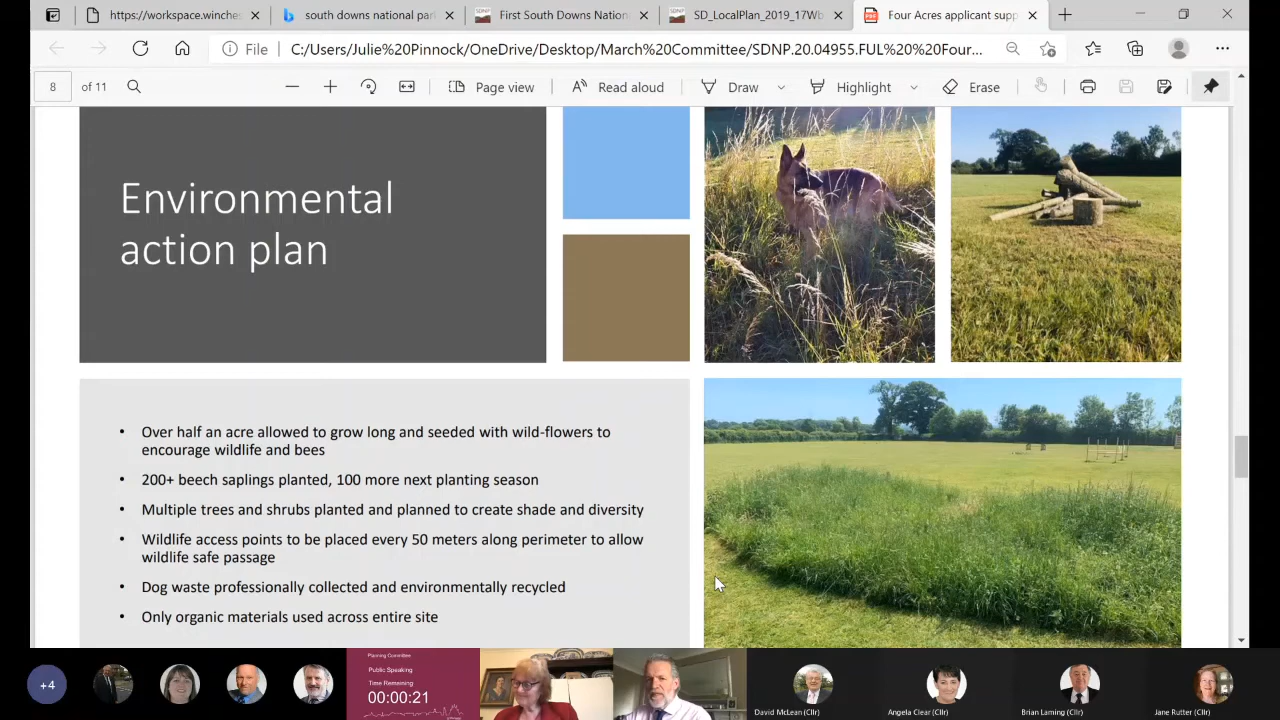 https://workspace.winches
south downs national par
First South Downs Nation
SD_LocalPlan_2019_17Wb
Four Acres applicant supp
File
C:/Users/Julie%20Pinnock/OneDrive/Desktop/March%20Committee/SDNP.20.04955.FUL%20%20Four...
8 of 11
Page view
Read aloud
Draw
Highlight
Erase
Environmental
action plan
• Over half an acre allowed to grow long and seeded with wild-flowers to
encourage wildlife and bees
• 200+ beech saplings planted, 100 more next planting season
• Multiple trees and shrubs planted and planned to create shade and diversity
• Wildlife access points to be placed every 50 meters along perimeter to allow
wildlife safe passage
• Dog waste professionally collected and environmentally recycled
• Only organic materials used across entire site
+4
Planning Committee
Public Speaking
Time Remaining
00:00:21
David McLean (Cllr)
Angela Clear (Cllr)
Brian Laming (Cllr)
Jane Rutter (Cllr)